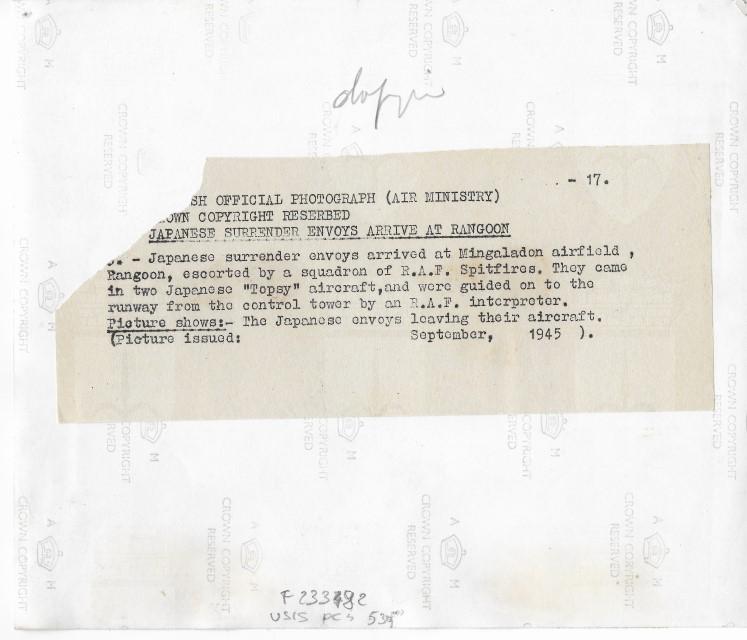 - 17.
SH OFFICIAL PHOTOGRAPH (AIR MINISTRY)
OWN COPYRIGHT RESERBED
JAPANESE SURRENDER ENVOYS ARRIVE AT RANGOON
. - Japanese surrender envoys arrived at Mingaladon airfield ,
Rangoon, escorted by a squadron of R.A.F. Spitfires. They came
in two Japanese "Topsy" aircraft,and were guided on to the
runway from the control tower by an R.A.F. interpreter.
Picture shows:- The Japanese envoys leaving their aircraft.
(Picture issued: September, 1945 ).
USIS
CROWN COPYRIGHT
RESERVED
A M